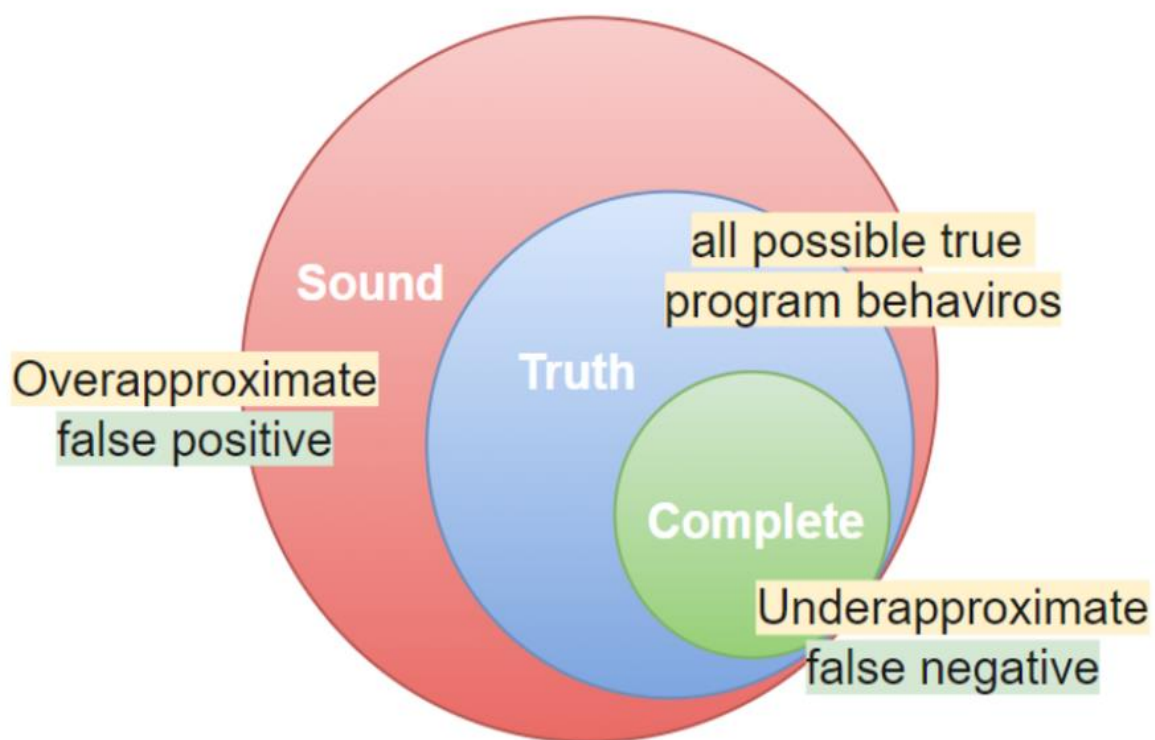 all possible true
program behaviros
Sound
Truth
Overapproximate
false positive
Complete
Underapproximate
false negative